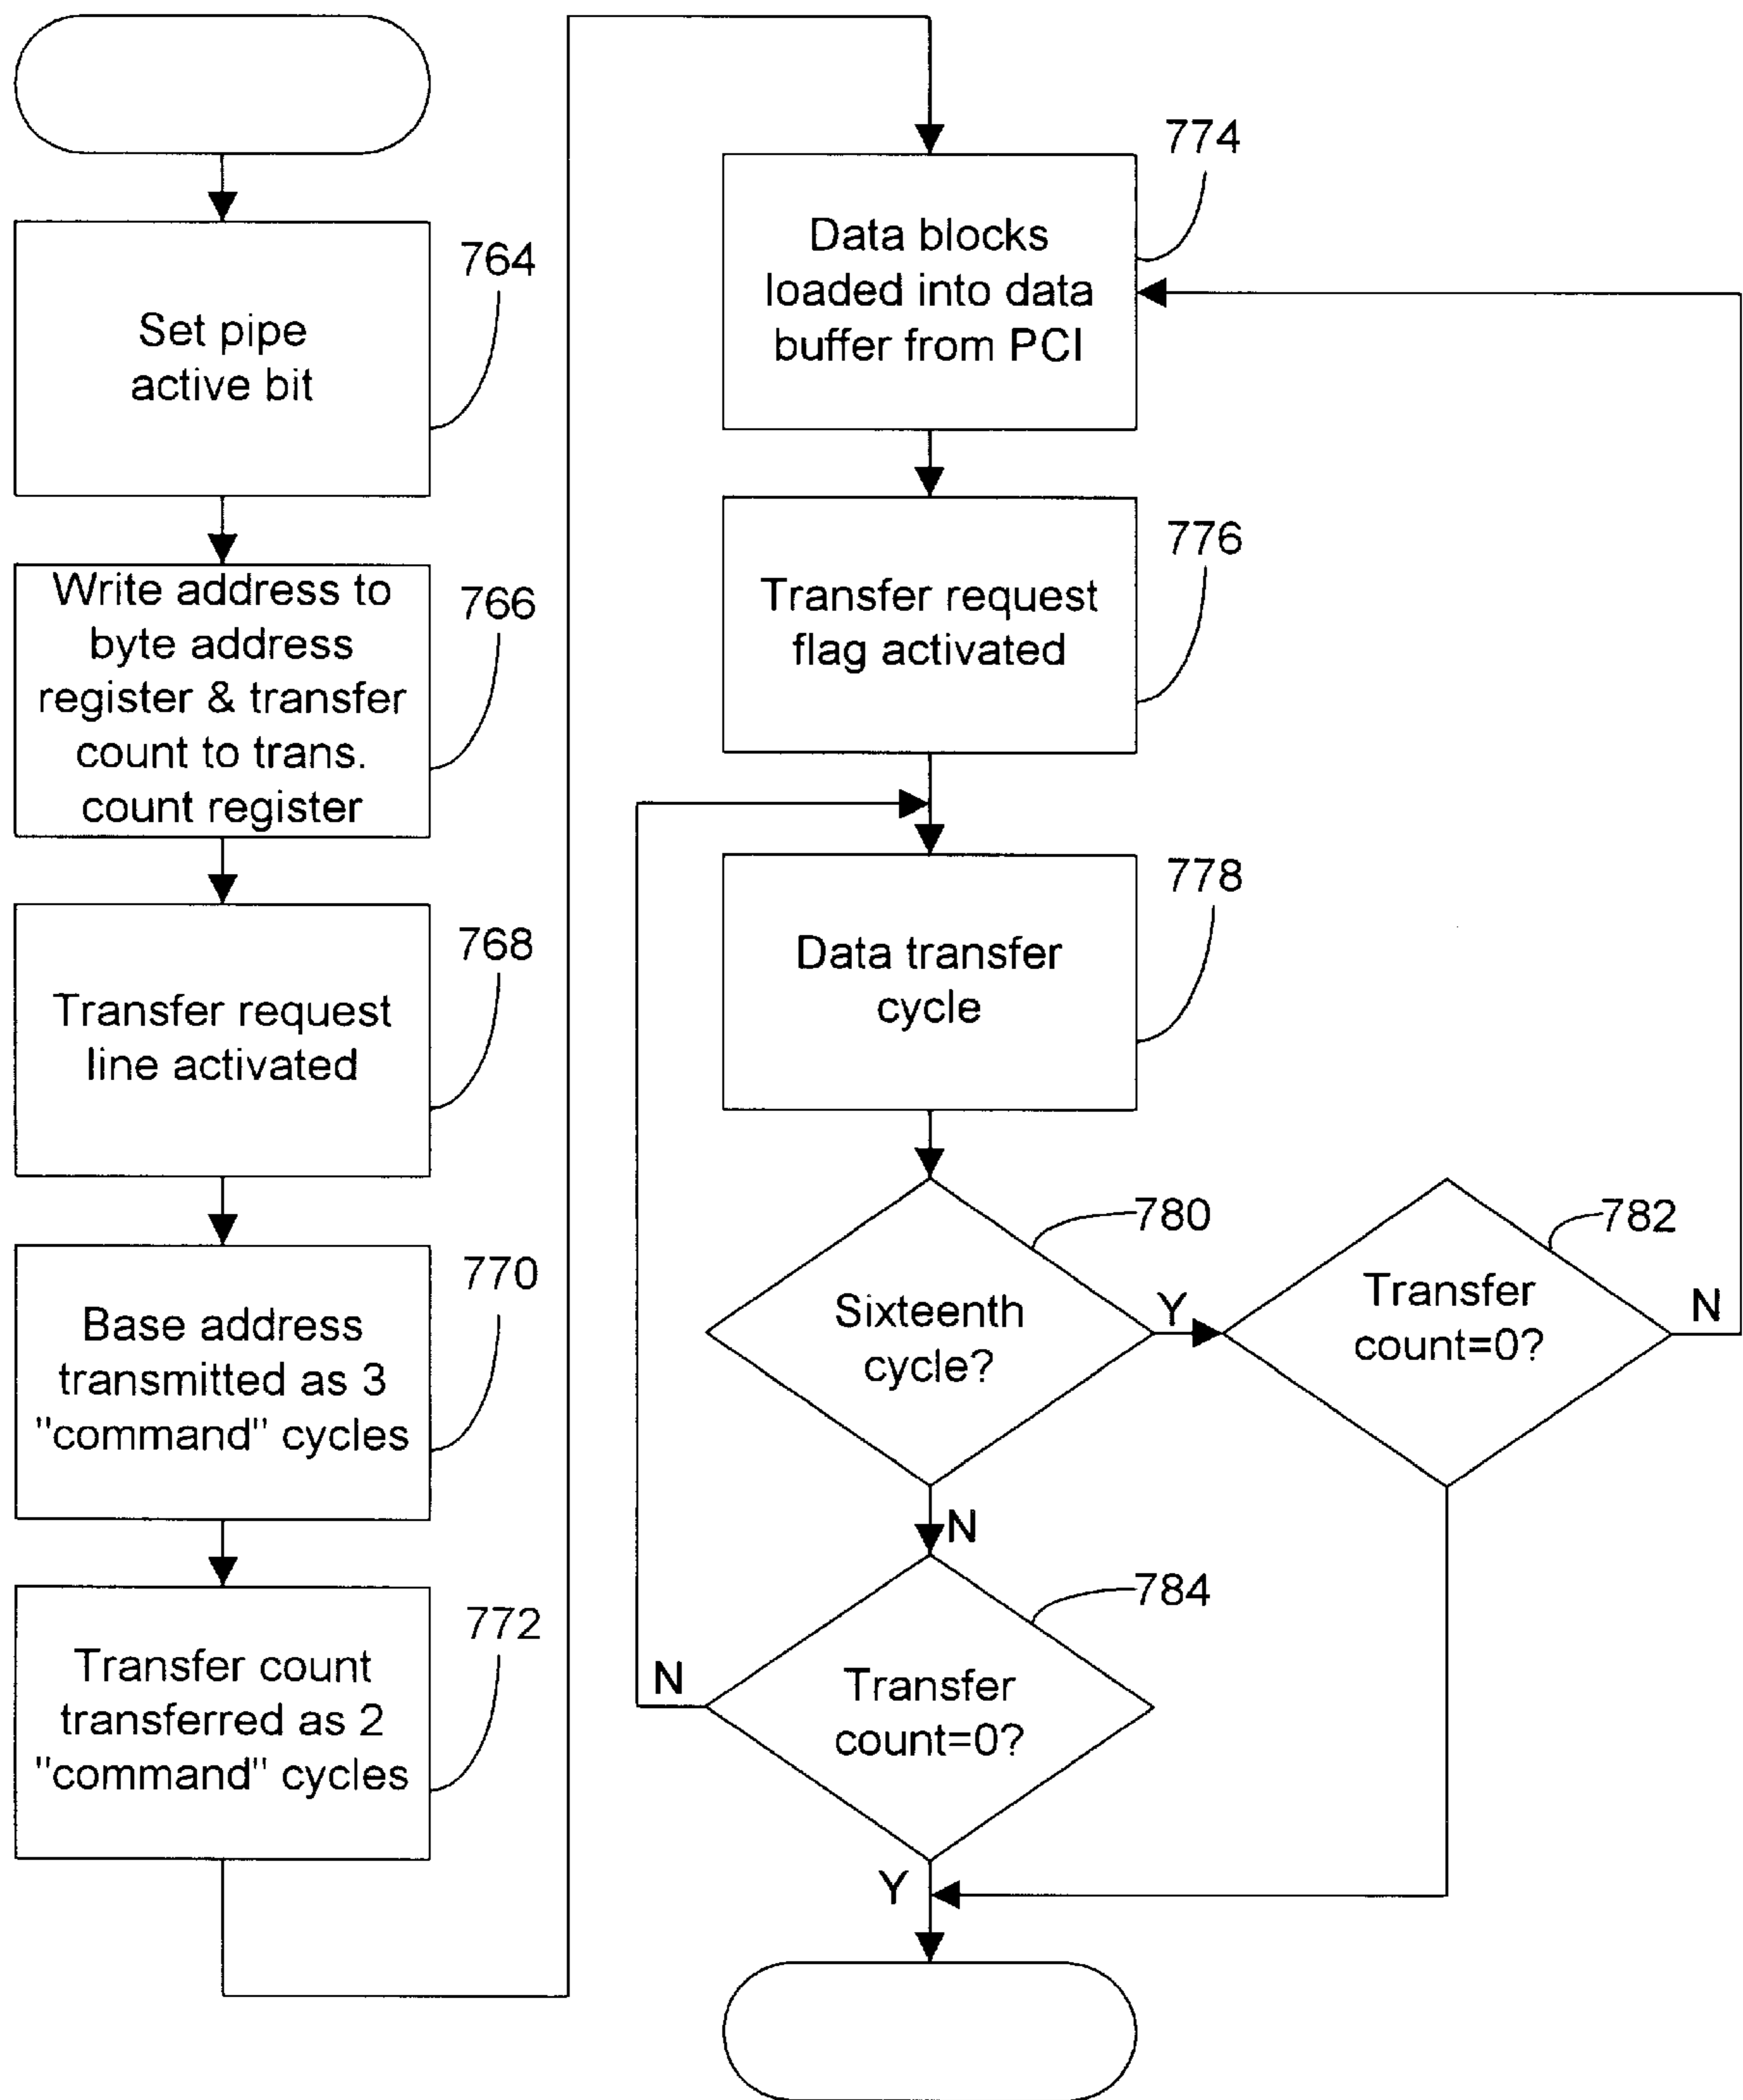 764
Set pipe
active bit
766
Write address to
byte address
register & transfer
count to trans.
count register
768
Transfer request
line activated
770
Base address
transmitted as 3
"command" cycles
772
Transfer count
transferred as 2
"command" cycles
774
Data blocks
loaded into data
buffer from PCI
776
Transfer request
flag activated
778
Data transfer
cycle
780
Sixteenth
cycle?
Y
N
782
Transfer
count=0?
N
784
Transfer
count=0?
N
Y